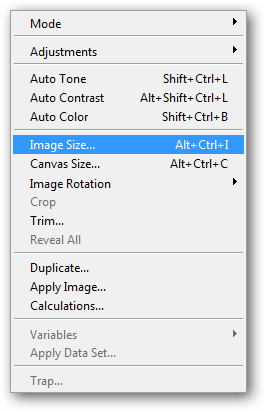 Mode
Adjustments
Auto Tone Shift+Ctrl+L
Auto Contrast Alt+Shift+Ctrl+L
Auto Color Shift+Ctrl+B
Image Size... Alt+Ctrl+I
Canvas Size... Alt+Ctrl+C
Image Rotation
Crop
Trim...
Reveal All
Duplicate...
Apply Image...
Calculations...
Variables
Apply Data Set...
Trap...